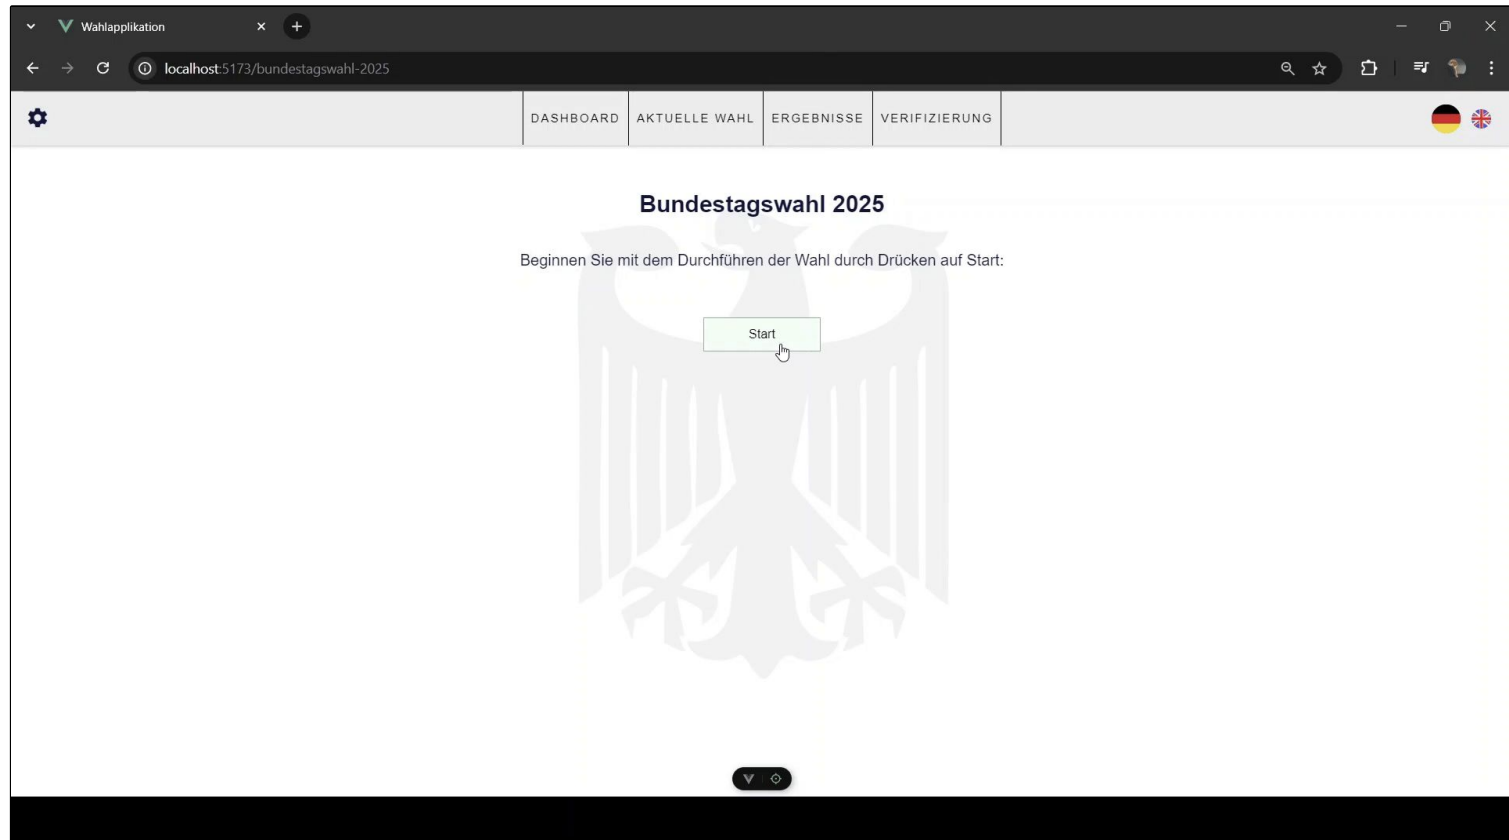 Wahlapplikation
localhost:5173/bundestagswahl-2025
DASHBOARD AKTUELLE WAHL ERGEBNISSE VERIFIZIERUNG
Bundestagswahl 2025
Beginnen Sie mit dem Durchführen der Wahl durch Drücken auf Start:
Start